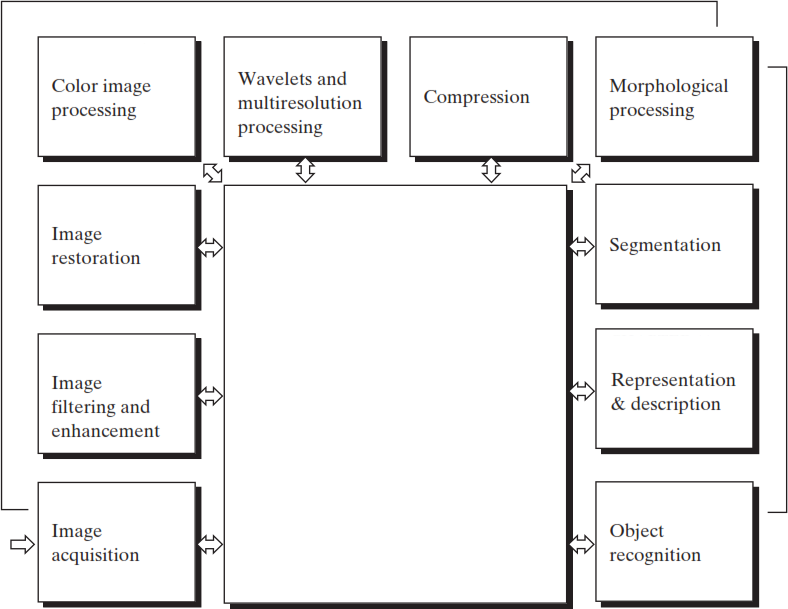 Color image
processing
Wavelets and
multiresolution
processing
Compression
Morphological
processing
Image
restoration
Segmentation
Image
filtering and
enhancement
Representation
& description
Image
acquisition
Object
recognition